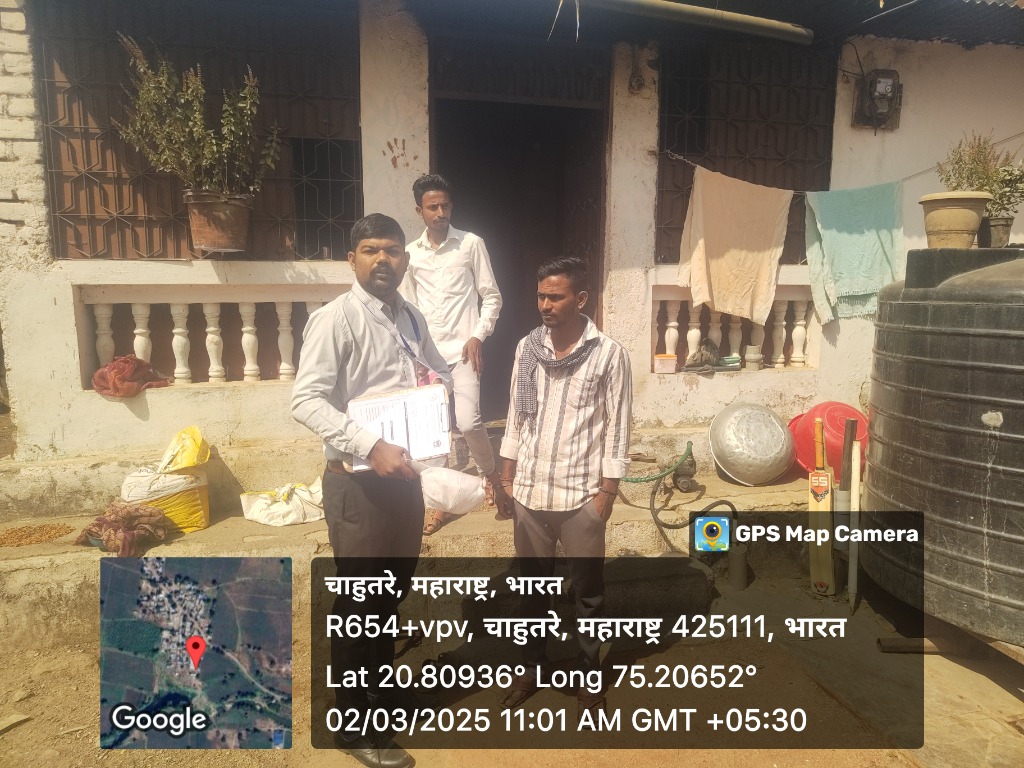 SS
GPS Map Camera
चाहुतरे, महाराष्ट्र, भारत
R654+vpv, चाहुतरे, महाराष्ट्र 425111, भारत
Lat 20.80936° Long 75.20652°
02/03/2025 11:01 AM GMT +05:30
Google